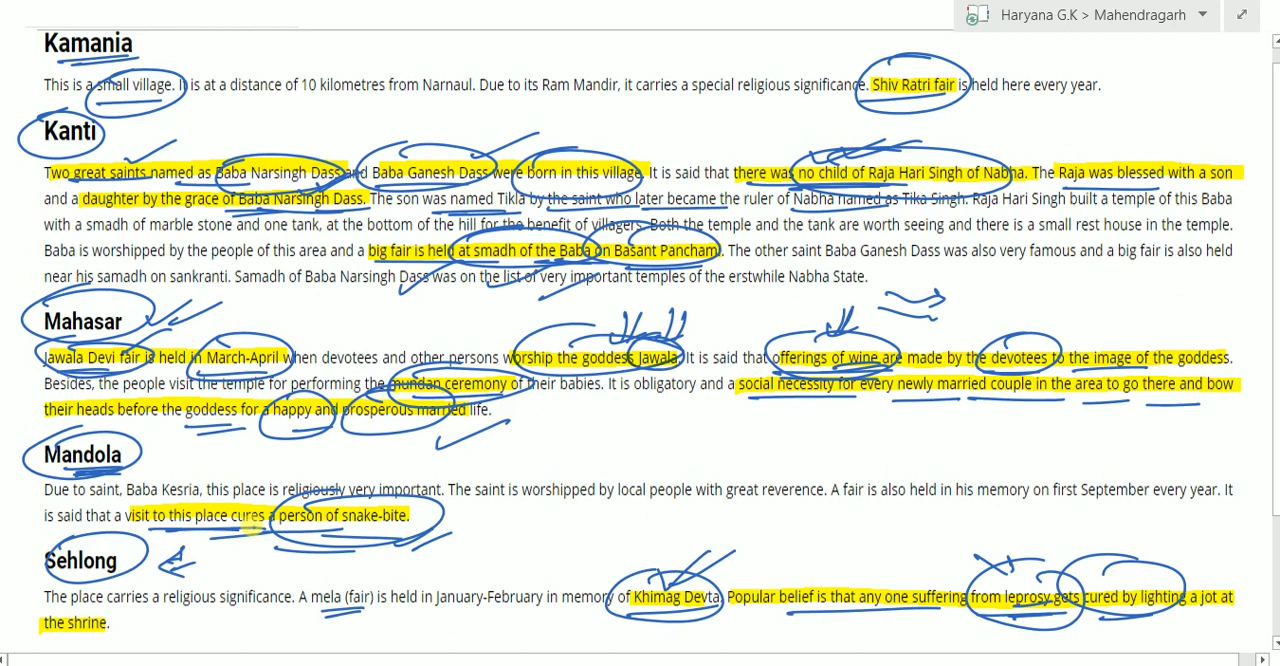 Haryana G.K > Mahendragarh
Kamania
This is a small village. It is at a distance of 10 kilometres from Narnaul. Due to its Ram Mandir, it carries a special religious significance. Shiv Ratri fair is held here every year.
Kanti
Two great saints named as Baba Narsingh Dass and Baba Ganesh Dass were born in this village. It is said that there was no child of Raja Hari Singh of Nabha. The Raja was blessed with a son
and a daughter by the grace of Baba Narsingh Dass. The son was named Tikla by the saint who later became the ruler of Nabha named as Tika Singh. Raja Hari Singh built a temple of this Baba
with a smadh of marble stone and one tank, at the bottom of the hill for the benefit of villagers. Both the temple and the tank are worth seeing and there is a small rest house in the temple.
Baba is worshipped by the people of this area and a big fair is held at smadh of the Baba on Basant Pancham. The other saint Baba Ganesh Dass was also very famous and a big fair is also held
near his samadh on sankranti. Samadh of Baba Narsingh Dass was on the list of very important temples of the erstwhile Nabha State.
Mahasar
Jawala Devi fair is held in March-April when devotees and other persons worship the goddess Jawala. It is said that offerings of wine are made by the devotees to the image of the goddess.
Besides, the people visit the temple for performing the mundan ceremony of their babies. It is obligatory and a social necessity for every newly married couple in the area to go there and bow
their heads before the goddess for a happy and prosperous married life.
Mandola
Due to saint, Baba Kesria, this place is religiously very important. The saint is worshipped by local people with great reverence. A fair is also held in his memory on first September every year. It
is said that a visit to this place cures a person of snake-bite.
Sehlong
The place carries a religious significance. A mela (fair) is held in January-February in memory of Khimag Devta. Popular belief is that any one suffering from leprosy gets cured by lighting a jot at
the shrine.